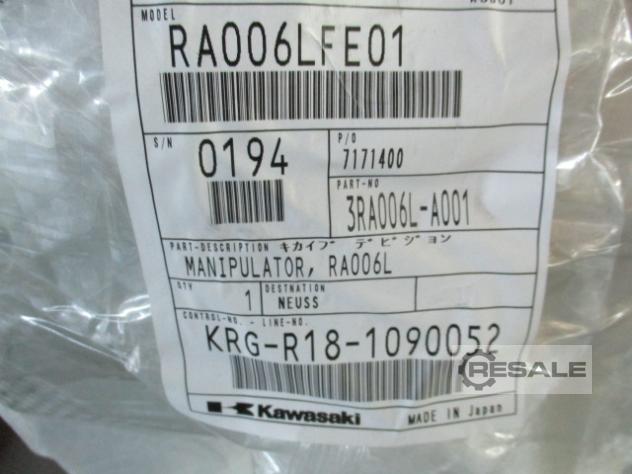 MODEL
RA006LFE01
S/N
0194
P/O
7171400
PART-NO
3RA006L-A001
PART-DESCRIPTION キカイブ デビジョン
MANIPULATOR, RA006L
QTY
1
DESTNATION
NEUSS
CONTROL-NO. - LINE-NO.
KRG-R18-1090052
RESALE
Kawasaki
MADE IN Japan